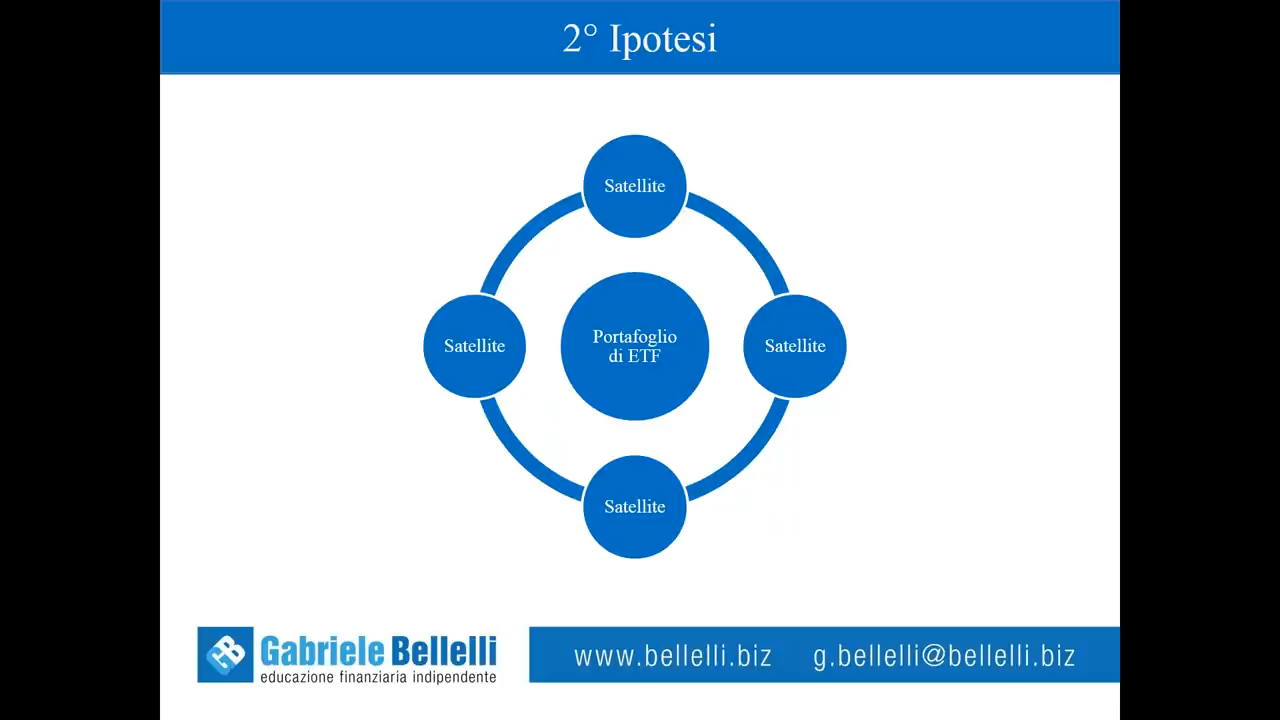 2° Ipotesi
Satellite
Satellite
Portafoglio
di ETF
Satellite
Satellite
GB Gabriele Bellelli
educazione finanziaria indipendente
www.bellelli.biz g.bellelli@bellelli.biz